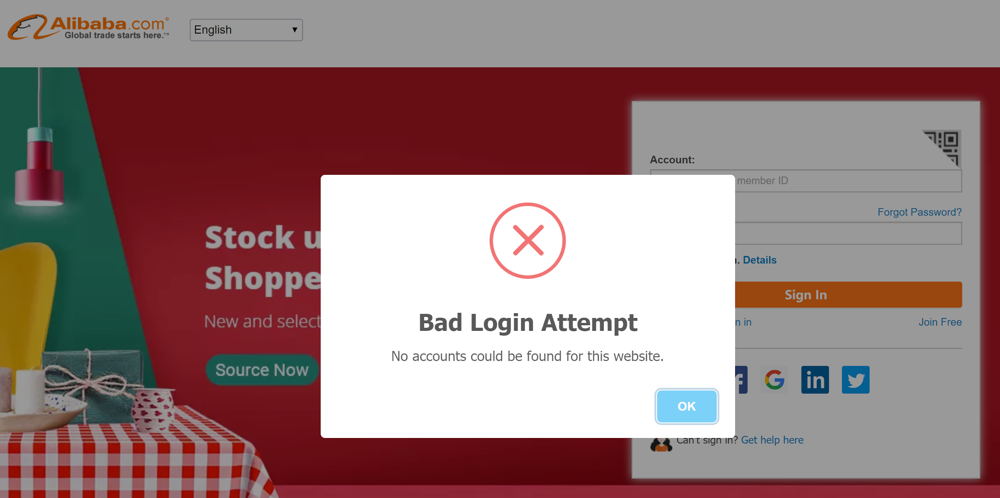 Alibaba.com®
Global trade starts here.™
English
Account:
member ID
Forgot Password?
Details
Sign In
n in
Join Free
Stock u
Shoppe
New and select
Source Now
Bad Login Attempt
No accounts could be found for this website.
OK
in
Can't sign in? Get help here